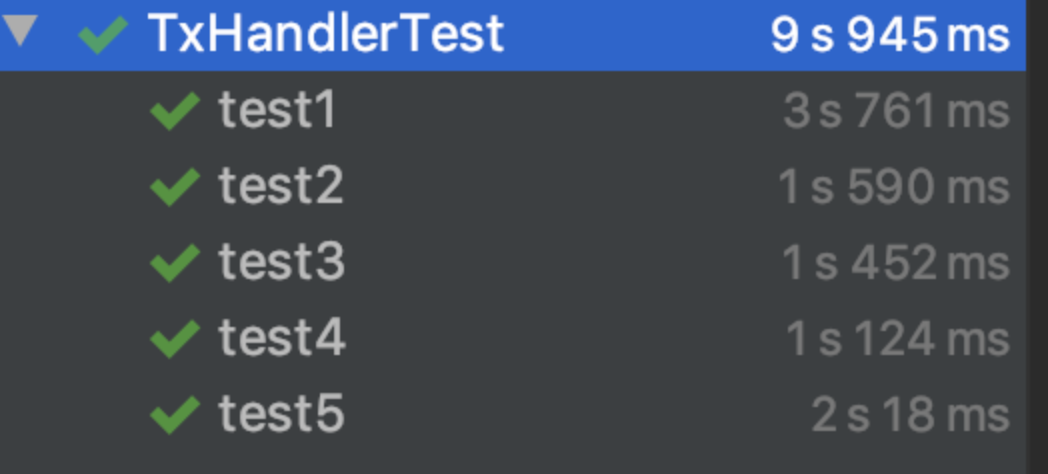 TxHandlerTest 9 s 945 ms
test1 3 s 761 ms
test2 1 s 590 ms
test3 1 s 452 ms
test4 1 s 124 ms
test5 2 s 18 ms